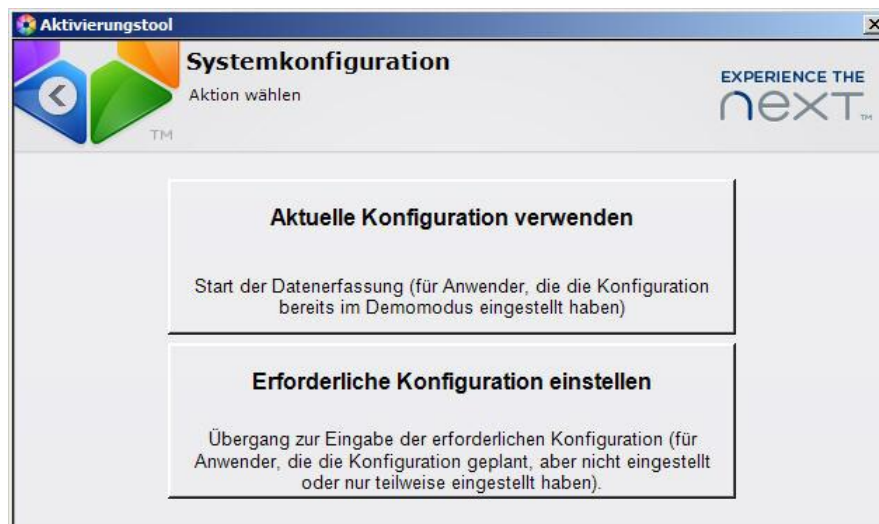 Aktivierungstool
Systemkonfiguration
Aktion wählen
EXPERIENCE THE
next™
TM
Aktuelle Konfiguration verwenden
Start der Datenerfassung (für Anwender, die die Konfiguration
bereits im Demomodus eingestellt haben)
Erforderliche Konfiguration einstellen
Übergang zur Eingabe der erforderlichen Konfiguration (für
Anwender, die die Konfiguration geplant, aber nicht eingestellt
oder nur teilweise eingestellt haben).